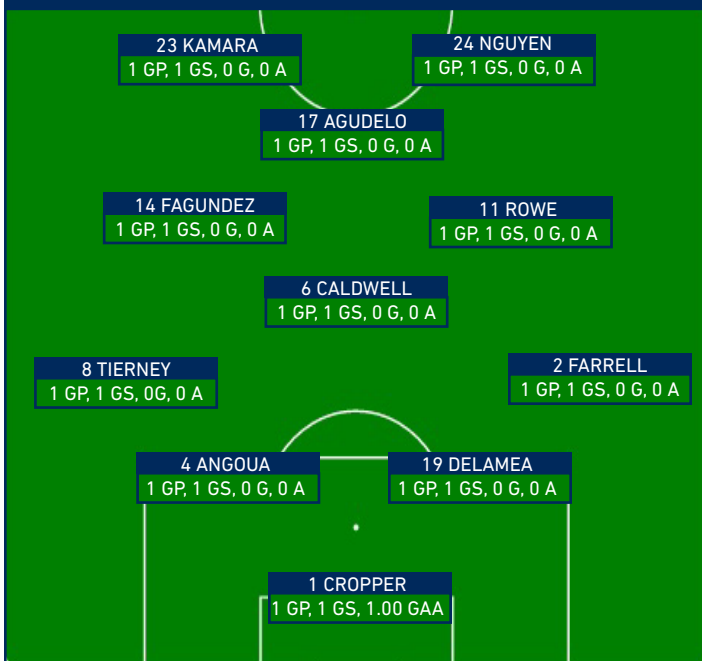 23 KAMARA
1 GP, 1 GS, 0 G, 0 A
24 NGUYEN
1 GP, 1 GS, 0 G, 0 A
17 AGUDELO
1 GP, 1 GS, 0 G, 0 A
14 FAGUNDEZ
1 GP, 1 GS, 0 G, 0 A
11 ROWE
1 GP, 1 GS, 0 G, 0 A
6 CALDWELL
1 GP, 1 GS, 0 G, 0 A
8 TIERNEY
1 GP, 1 GS, 0G, 0 A
2 FARRELL
1 GP, 1 GS, 0 G, 0 A
4 ANGOUA
1 GP, 1 GS, 0 G, 0 A
19 DELAMEA
1 GP, 1 GS, 0 G, 0 A
1 CROPPER
1 GP, 1 GS, 1.00 GAA